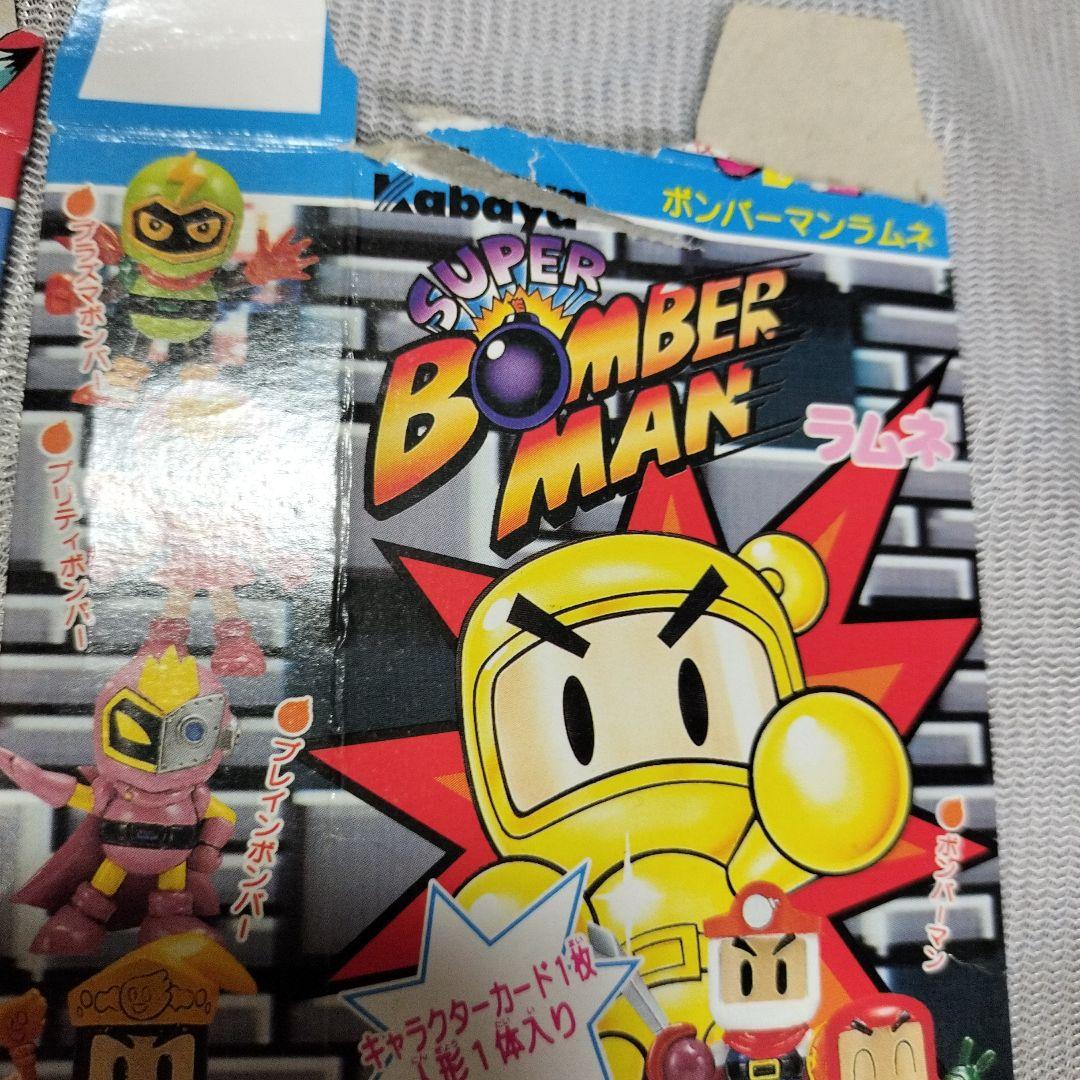 Kabaya
ボンバーマンラムネ
SUPER
BOMBER
MAN
ラムネ
プラズマボンバー
プリティボンバー
ブレインボンバー
ボンバーマン
キャラクターカード1枚
まい
人形1体入り